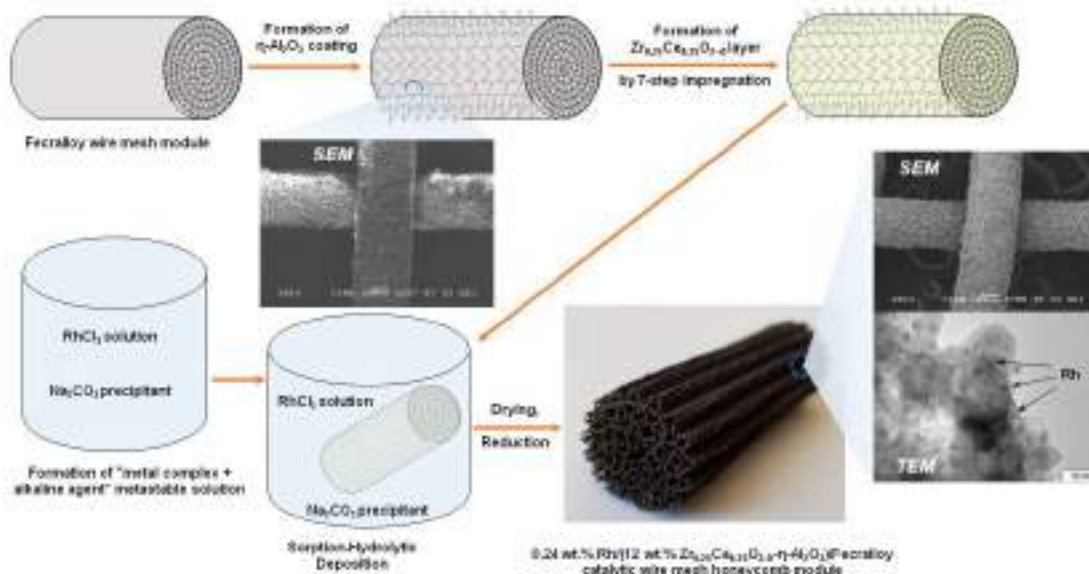 Formation of
η-Al₂O₃ coating
Formation of
Zr₀.₂₅Ce₀.₇₅O₂₋δ layer
by 7-step impregnation
Fecralloy wire mesh module
SEM
SEM
RhCl₃ solution
Na₂CO₃ precipitant
Formation of "metal complex +
alkaline agent" metastable solution
RhCl₃ solution
Na₂CO₃ precipitant
Sorption-Hydrolytic
Deposition
Drying,
Reduction
Rh
TEM
0.24 wt.% Rh/(12 wt.% Zr₀.₂₅Ce₀.₇₅O₂₋δ-η-Al₂O₃)/Fecralloy
catalytic wire mesh honeycomb module